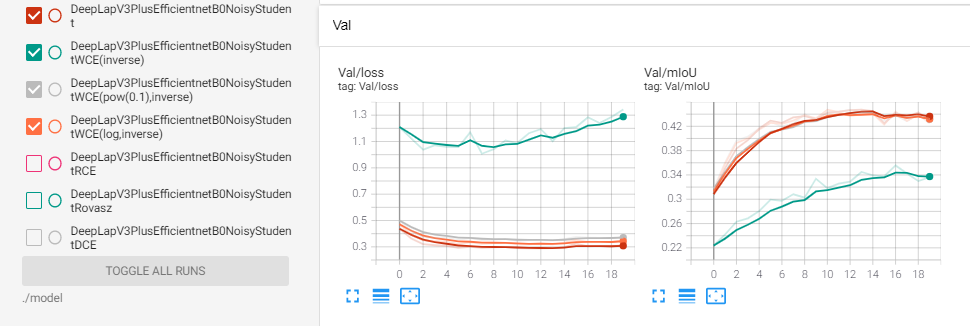 DeepLapV3PlusEfficientnetB0NoisyStuden
t
DeepLapV3PlusEfficientnetB0NoisyStuden
tWCE(inverse)
DeepLapV3PlusEfficientnetB0NoisyStuden
tWCE(pow(0.1),inverse)
DeepLapV3PlusEfficientnetB0NoisyStuden
tWCE(log,inverse)
DeepLapV3PlusEfficientnetB0NoisyStuden
tRCE
DeepLapV3PlusEfficientnetB0NoisyStuden
tRovasz
DeepLapV3PlusEfficientnetB0NoisyStuden
tDCE
TOGGLE ALL RUNS
./model
Val
Val/loss
tag: Val/loss
1.3
1.1
0.9
0.7
0.5
0.3
0 2 4 6 8 10 12 14 16 18
Val/mIoU
tag: Val/mIoU
0.42
0.38
0.34
0.3
0.26
0.22
0 2 4 6 8 10 12 14 16 18